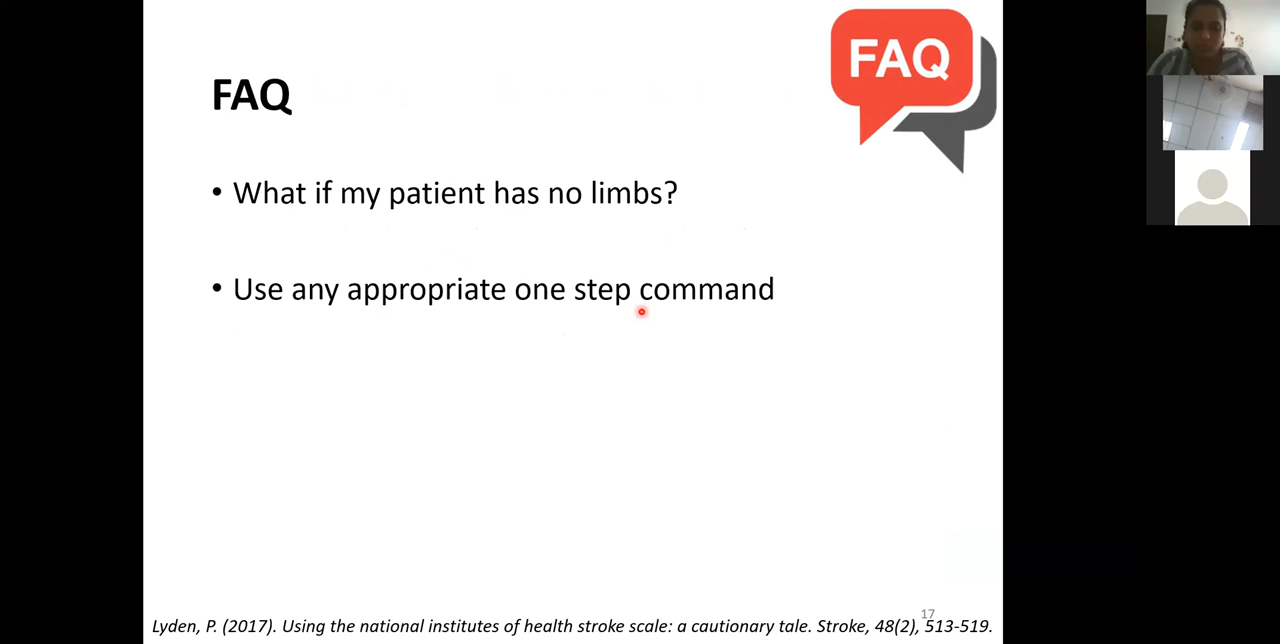 FAQ
FAQ
• What if my patient has no limbs?
• Use any appropriate one step command
17
Lyden, P. (2017). Using the national institutes of health stroke scale: a cautionary tale. Stroke, 48(2), 513-519.